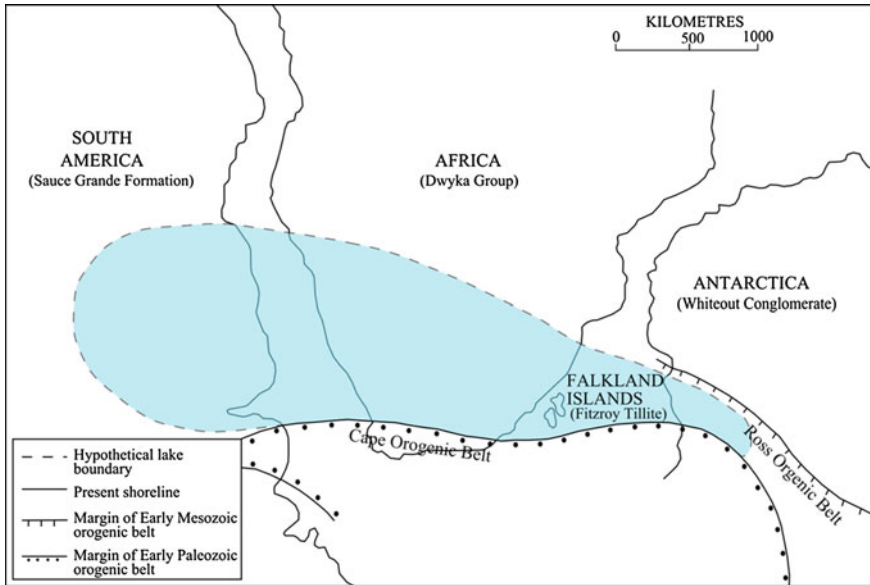 KILOMETRES
0 500 1000
SOUTH
AMERICA
(Sauce Grande Formation)
AFRICA
(Dwyka Group)
ANTARCTICA
(Whiteout Conglomerate)
FALKLAND
ISLANDS
(Fitzroy Tillite)
Cape Orogenic Belt
Ross Orgenic Belt
Hypothetical lake
boundary
Present shoreline
Margin of Early Mesozoic
orogenic belt
Margin of Early Paleozoic
orogenic belt